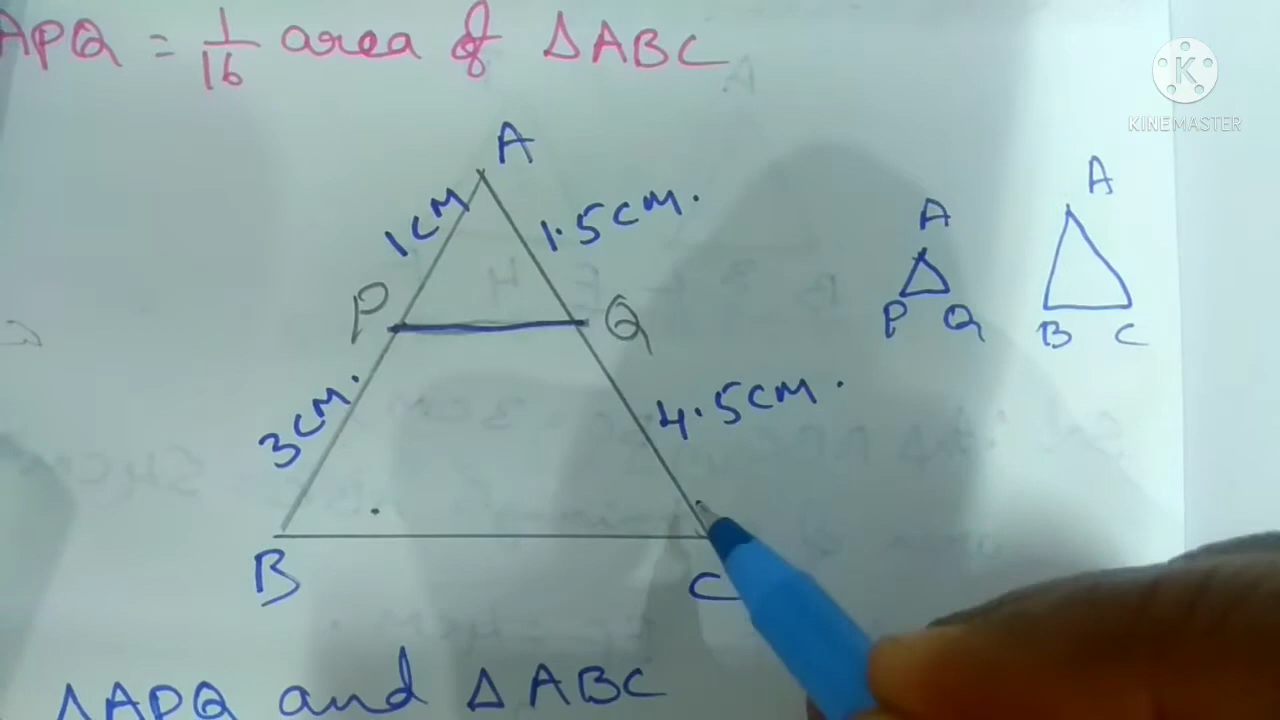 APQ = 1/16 area of ΔABC
K
KINEMASTER
A
1cm
1.5cm.
A
A
P
Q
P Q
B C
3cm.
4.5cm.
B
C
ΔAPQ and ΔABC